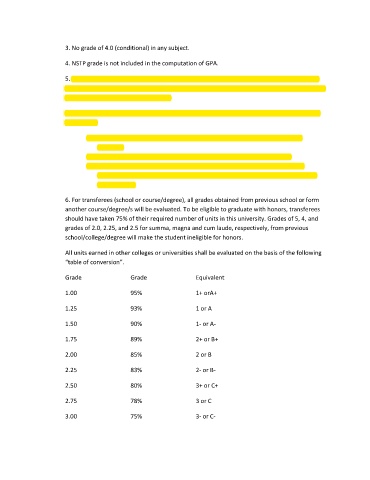 3. No grade of 4.0 (conditional) in any subject.
4. NSTP grade is not included in the computation of GPA.
5.
6. For transferees (school or course/degree), all grades obtained from previous school or form
another course/degree/s will be evaluated. To be eligible to graduate with honors, transferees
should have taken 75% of their required number of units in this university. Grades of 5, 4, and
grades of 2.0, 2.25, and 2.5 for summa, magna and cum laude, respectively, from previous
school/college/degree will make the student ineligible for honors.
All units earned in other colleges or universities shall be evaluated on the basis of the following
"table of conversion".
Grade Grade Equivalent
1.00 95% 1+ orA+
1.25 93% 1 or A
1.50 90% 1- or A-
1.75 89% 2+ or B+
2.00 85% 2 or B
2.25 83% 2- or B-
2.50 80% 3+ or C+
2.75 78% 3 or C
3.00 75% 3- or C-